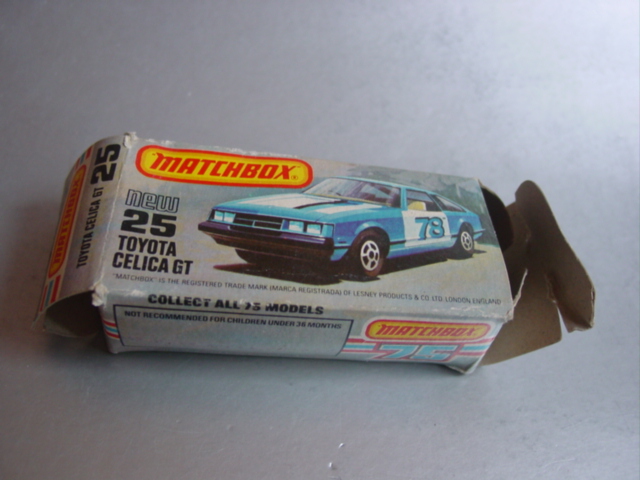 MATCHBOX
TOYOTA CELICA GT
25
MATCHBOX®
new
25
TOYOTA
CELICA GT
78
"MATCHBOX" IS THE REGISTERED TRADE MARK (MARCA REGISTRADA) OF LESNEY PRODUCTS & CO. LTD. LONDON ENGLAND
COLLECT ALL 75 MODELS
NOT RECOMMENDED FOR CHILDREN UNDER 36 MONTHS
MATCHBOX
75